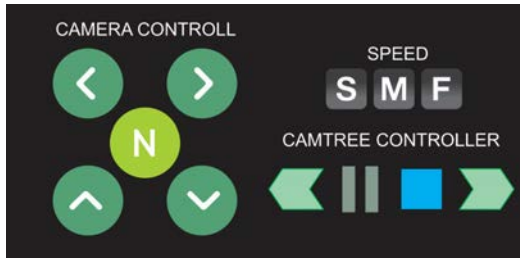 CAMERA CONTROLL
SPEED
S M F
N
CAMTREE CONTROLLER